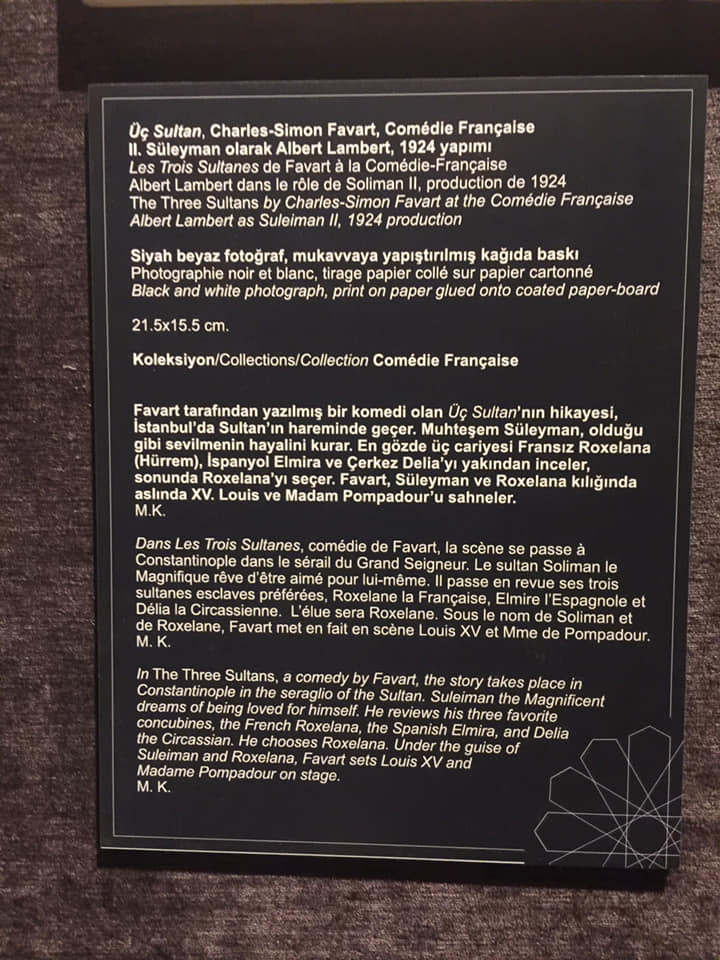 Üç Sultan, Charles-Simon Favart, Comédie Française
II. Süleyman olarak Albert Lambert, 1924 yapımı
Les Trois Sultanes de Favart à la Comédie-Française
Albert Lambert dans le rôle de Soliman II, production de 1924
The Three Sultans by Charles-Simon Favart at the Comédie Française
Albert Lambert as Suleiman II, 1924 production
Siyah beyaz fotoğraf, mukavvaya yapıştırılmış kağıda baskı
Photographie noir et blanc, tirage papier collé sur papier cartonné
Black and white photograph, print on paper glued onto coated paper-board
21.5x15.5 cm.
Koleksiyon/Collections/Collection Comédie Française
Favart tarafından yazılmış bir komedi olan Üç Sultan'nın hikayesi,
İstanbul'da Sultan'ın hareminde geçer. Muhteşem Süleyman, olduğu
gibi sevilmenin hayalini kurar. En gözde üç cariyesi Fransız Roxelana
(Hürrem), İspanyol Elmira ve Çerkez Delia'yı yakından inceler,
sonunda Roxelana'yı seçer. Favart, Süleyman ve Roxelana kılığında
aslında XV. Louis ve Madam Pompadour'u sahneler.
M.K.
Dans Les Trois Sultanes, comédie de Favart, la scène se passe à
Constantinople dans le sérail du Grand Seigneur. Le sultan Soliman le
Magnifique rêve d'être aimé pour lui-même. Il passe en revue ses trois
sultanes esclaves préférées, Roxelane la Française, Elmire l'Espagnole et
Délia la Circassienne. L'élue sera Roxelane. Sous le nom de Soliman et
de Roxelane, Favart met en fait en scène Louis XV et Mme de Pompadour.
M. K.
In The Three Sultans, a comedy by Favart, the story takes place in
Constantinople in the seraglio of the Sultan. Suleiman the Magnificent
dreams of being loved for himself. He reviews his three favorite
concubines, the French Roxelana, the Spanish Elmira, and Delia
the Circassian. He chooses Roxelana. Under the guise of
Suleiman and Roxelana, Favart sets Louis XV and
Madame Pompadour on stage.
M. K.